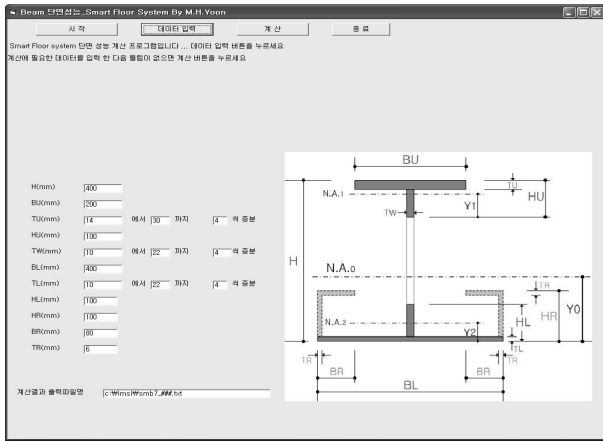 Beam 단면성능_Smart Floor System By M.H.Yoon
시 작 데이터 입력 계 산 종 료
Smart Floor system 단면 성능 계산 프로그램입니다 ... 데이터 입력 버튼을 누르세요
계산에 필요한 데이터를 입력 한 다음 틀림이 없으면 계산 버튼을 누르세요
H(mm) 400
BU(mm) 200
TU(mm) 14 에서 30 까지 4 씩 증분
HU(mm) 100
TW(mm) 10 에서 22 까지 4 씩 증분
BL(mm) 400
TL(mm) 10 에서 22 까지 4 씩 증분
HL(mm) 100
HR(mm) 100
BR(mm) 80
TR(mm) 6
계산결과 출력파일명 c:₩imsi₩smb7_###.txt
BU
TU
HU
N.A.1
Y1
TW
H
N.A.0
TR
HL
HR
Y0
N.A.2
Y2
TL
TR
TR
BR
BR
BL